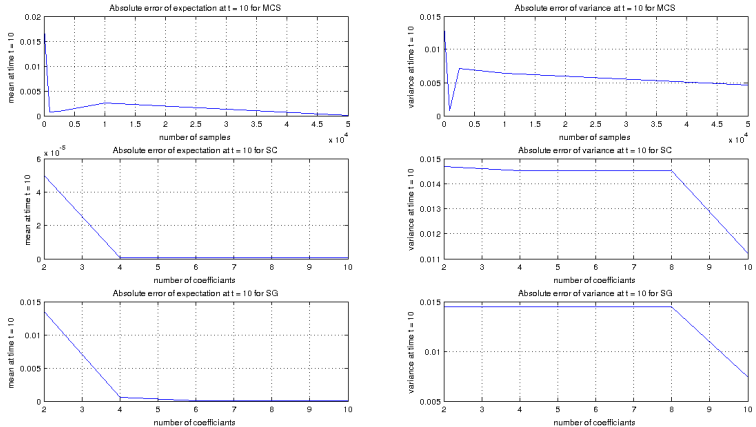 Absolute error of expectation at t = 10 for MCS
mean at time t = 10
0.02
0.015
0.01
0.005
0
0 0.5 1 1.5 2 2.5 3 3.5 4 4.5 5
number of samples
x 10^4
Absolute error of variance at t = 10 for MCS
variance at time t = 10
0.015
0.01
0.005
0
0 0.5 1 1.5 2 2.5 3 3.5 4 4.5 5
number of samples
x 10^4
Absolute error of expectation at t = 10 for SC
x 10^-5
mean at time t = 10
6
4
2
0
2 3 4 5 6 7 8 9 10
number of coefficiants
Absolute error of variance at t = 10 for SC
variance at time t = 10
0.015
0.014
0.013
0.012
0.011
2 3 4 5 6 7 8 9 10
number of coefficiants
Absolute error of expectation at t = 10 for SG
mean at time t = 10
0.015
0.01
0.005
0
2 3 4 5 6 7 8 9 10
number of coefficiants
Absolute error of variance at t = 10 for SG
variance at time t = 10
0.015
0.01
0.005
2 3 4 5 6 7 8 9 10
number of coefficiants